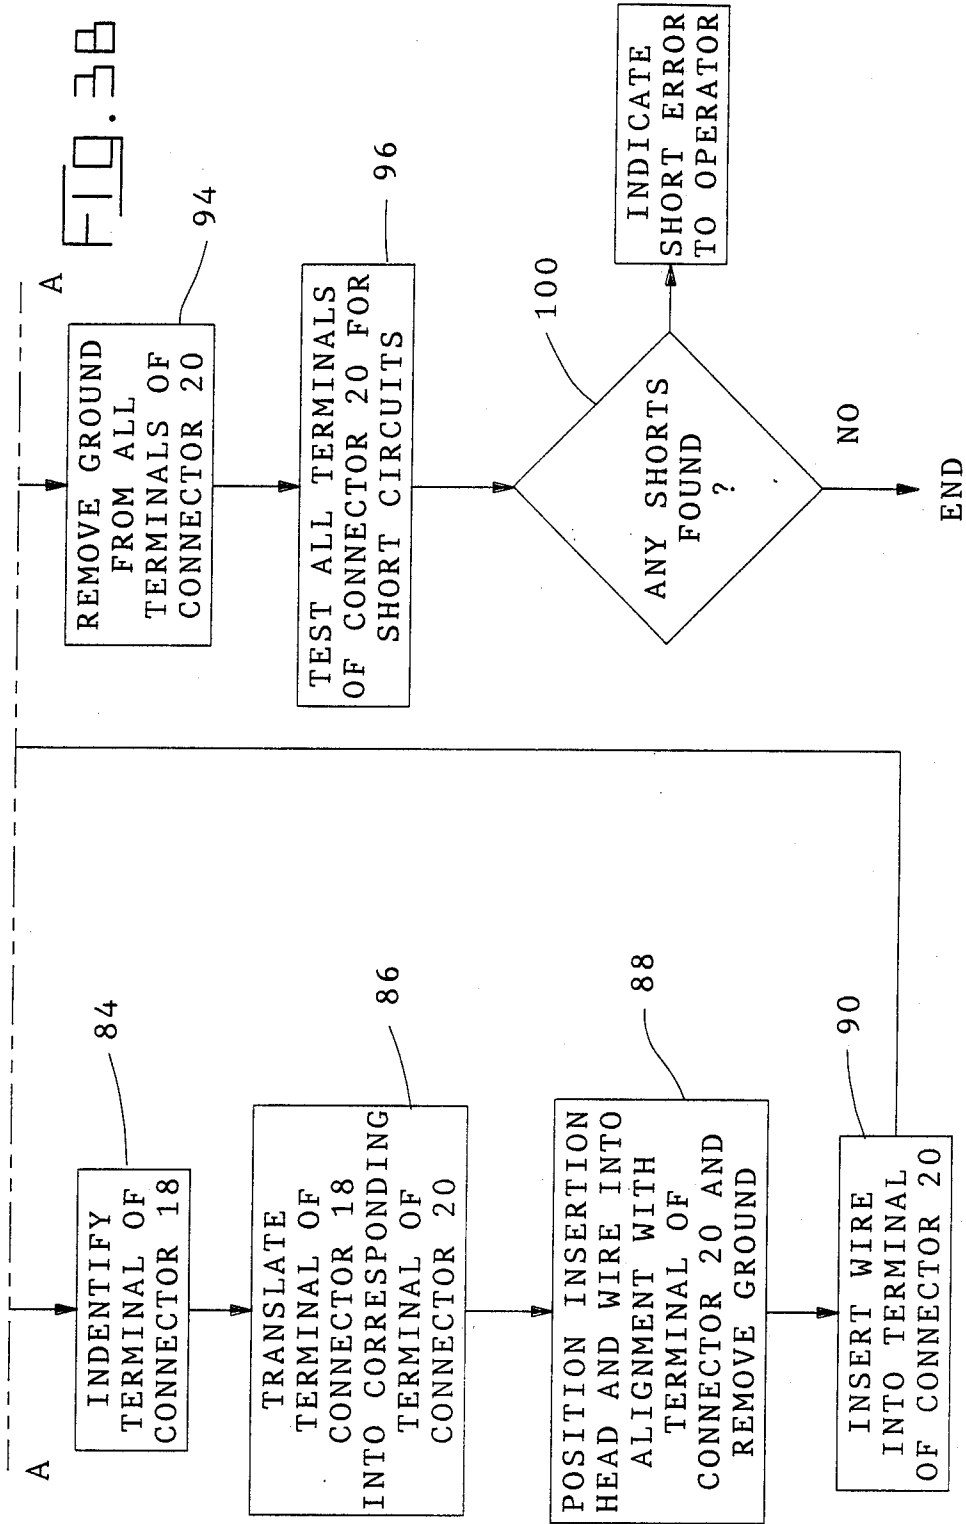 FIG. 3B
A
A
INDENTIFY
TERMINAL OF
CONNECTOR 18
84
TRANSLATE
TERMINAL OF
CONNECTOR 18
INTO CORRESPONDING
TERMINAL OF
CONNECTOR 20
86
POSITION INSERTION
HEAD AND WIRE INTO
ALIGNMENT WITH
TERMINAL OF
CONNECTOR 20 AND
REMOVE GROUND
88
INSERT WIRE
INTO TERMINAL
OF CONNECTOR 20
90
REMOVE GROUND
FROM ALL
TERMINALS OF
CONNECTOR 20
94
TEST ALL TERMINALS
OF CONNECTOR 20 FOR
SHORT CIRCUITS
96
ANY SHORTS
FOUND
?
100
INDICATE
SHORT ERROR
TO OPERATOR
NO
END